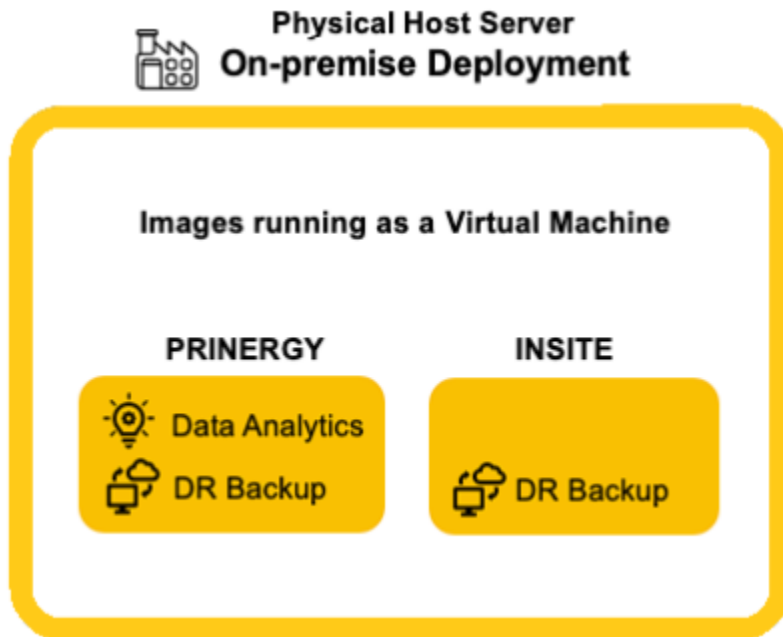 Physical Host Server
On-premise Deployment
Images running as a Virtual Machine
PRINERGY
Data Analytics
DR Backup
INSITE
DR Backup